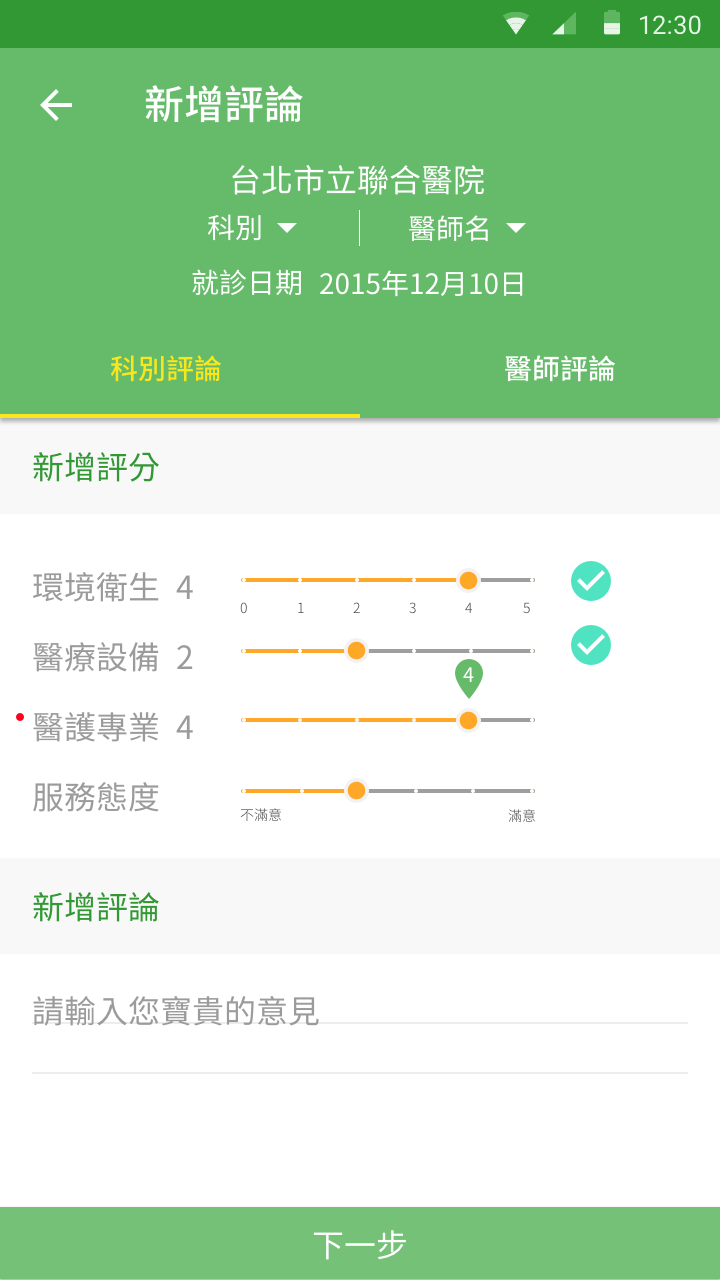 12:30
新增評論
台北市立聯合醫院
科別 醫師名
就診日期 2015年12月10日
科別評論 醫師評論
新增評分
環境衛生 4
0 1 2 3 4 5
醫療設備 2
4
醫護專業 4
服務態度
不滿意 滿意
新增評論
請輸入您寶貴的意見
下一步